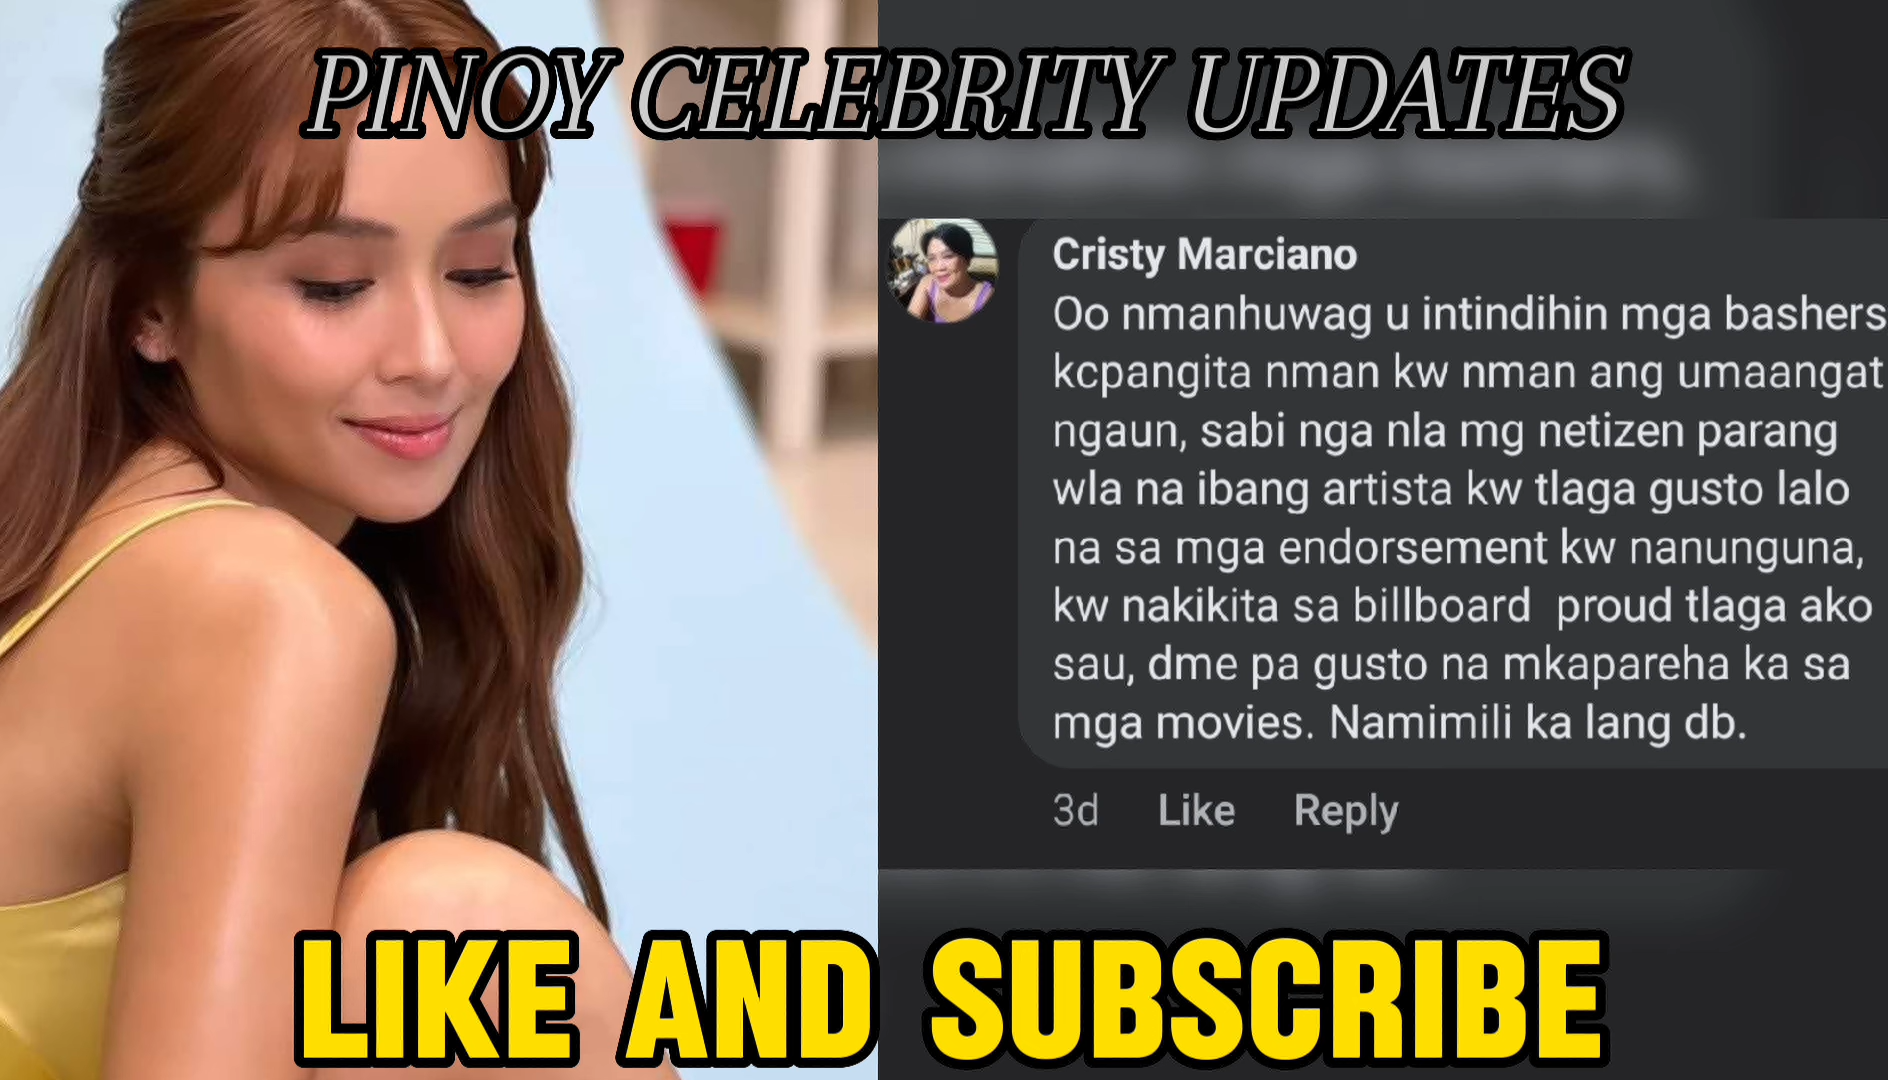 PINOY CELEBRITY UPDATES
Cristy Marciano
Oo nmanhuwag u intindihin mga bashers
kcpangita nman kw nman ang umaangat
ngaun, sabi nga nla mg netizen parang
wla na ibang artista kw tlaga gusto lalo
na sa mga endorsement kw nanunguna,
kw nakikita sa billboard proud tlaga ako
sau, dme pa gusto na mkapareha ka sa
mga movies. Namimili ka lang db.
3d Like Reply
LIKE AND SUBSCRIBE